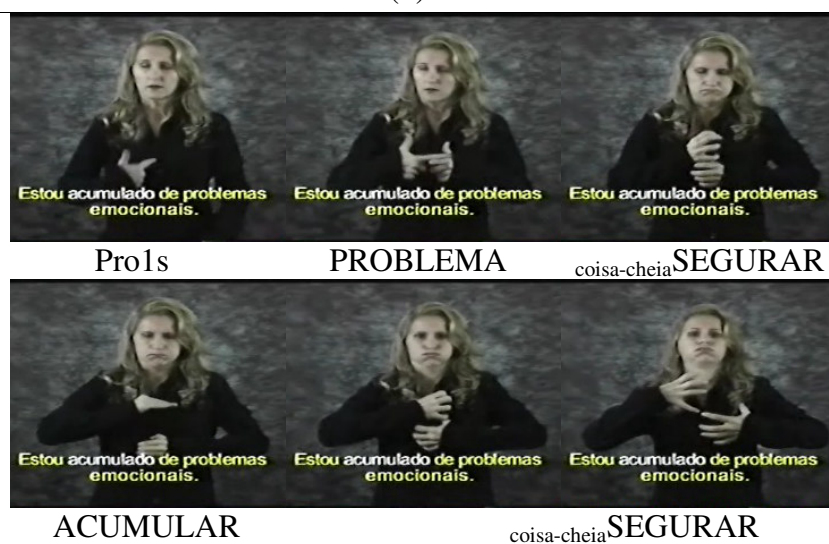 Estou acumulado de problemas
emocionais.
Estou acumulado de problemas
emocionais.
Estou acumulado de problemas
emocionais.
Pro1s PROBLEMA coisa-cheiaSEGURAR
Estou acumulado de problemas
emocionais.
Estou acumulado de problemas
emocionais.
Estou acumulado de problemas
emocionais.
ACUMULAR coisa-cheiaSEGURAR